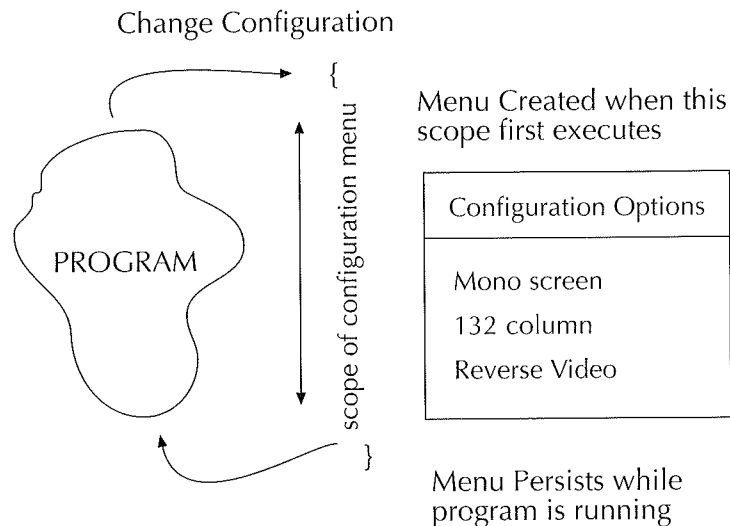 Change Configuration
{
Menu Created when this
scope first executes
scope of configuration menu
PROGRAM
Configuration Options
Mono screen
132 column
Reverse Video
}
Menu Persists while
program is running